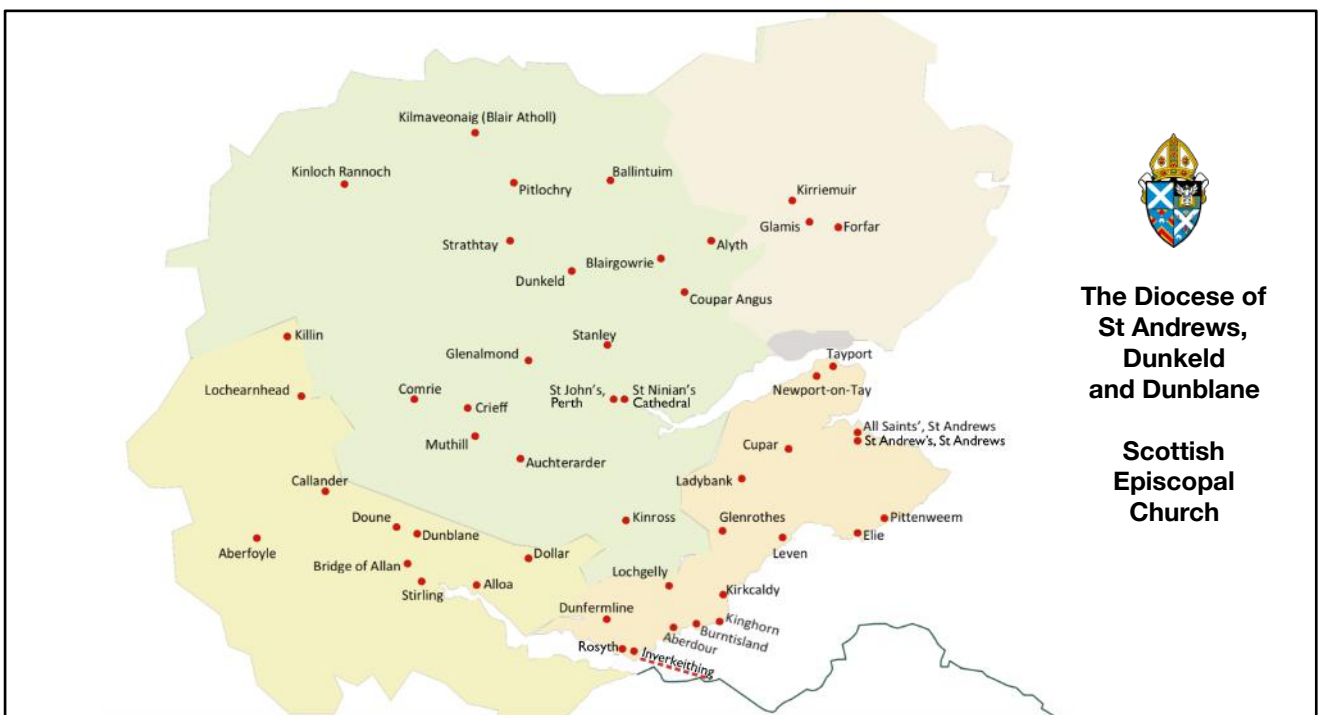 Kilmaveonaig (Blair Atholl)
Kinloch Rannoch
Pitlochry
Ballintuim
Kirriemuir
Glamis
Forfar
Strathtay
Alyth
Blairgowrie
Dunkeld
Coupar Angus
Killin
Stanley
Glenalmond
Tayport
Newport-on-Tay
Lochearnhead
Comrie
Crieff
St John's,
Perth
St Ninian's
Cathedral
All Saints', St Andrews
St Andrew's, St Andrews
Muthill
Cupar
Auchterarder
Ladybank
Callander
Doune
Dunblane
Kinross
Glenrothes
Pittenweem
Elie
Leven
Aberfoyle
Bridge of Allan
Dollar
Stirling
Alloa
Lochgelly
Kirkcaldy
Dunfermline
Kinghorn
Burntisland
Aberdour
Rosyth
Inverkeithing
The Diocese of
St Andrews,
Dunkeld
and Dunblane
Scottish
Episcopal
Church